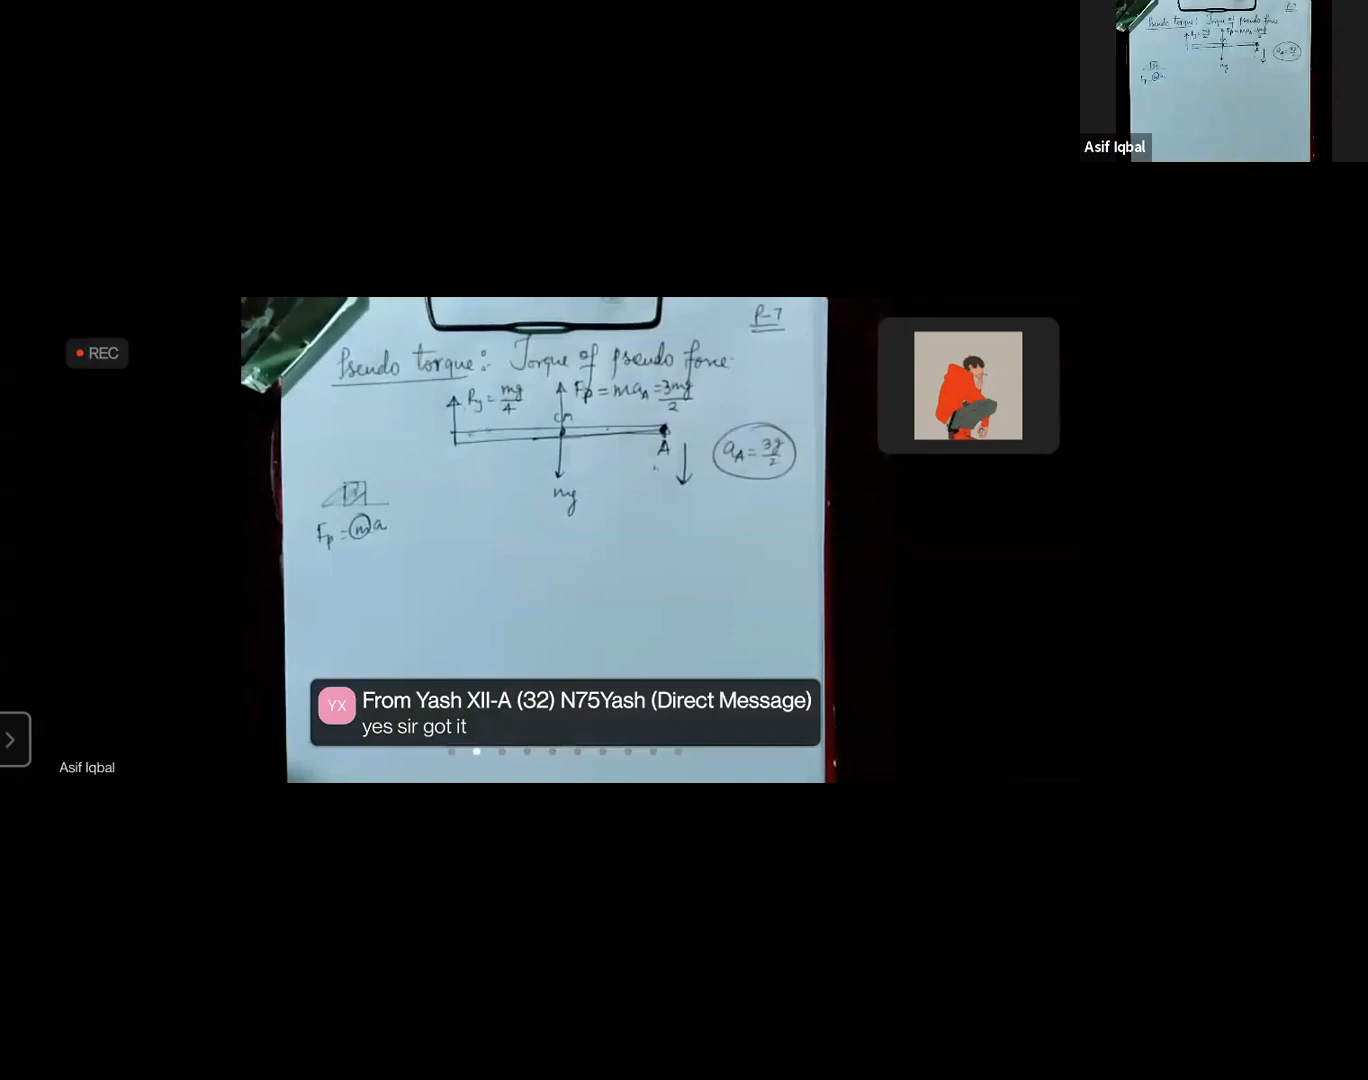 Asif Iqbal
REC
P-7
Pseudo torque: Torque of pseudo force
Ry = mg/4
Fp = maA = 3mg/2
cm
A
aA = 3g/2
mg
Fp = ma
From Yash XII-A (32) N75Yash (Direct Message)
YX
yes sir got it
Asif Iqbal